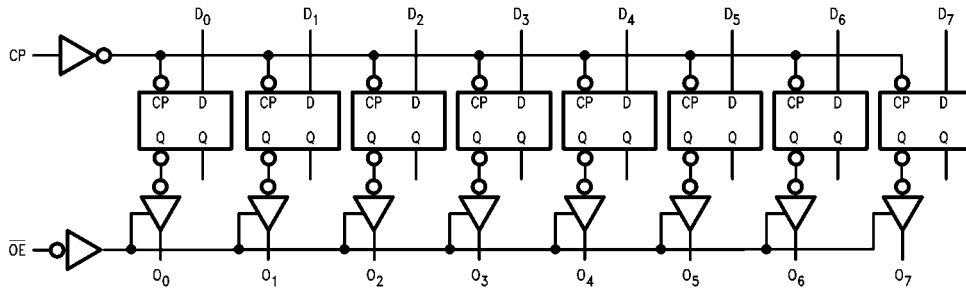 D0 D1 D2 D3 D4 D5 D6 D7
CP
CP D CP D CP D CP D CP D CP D CP D CP D
Q Q Q Q Q Q Q Q Q Q Q Q Q Q Q Q
O̅E̅
O0 O1 O2 O3 O4 O5 O6 O7